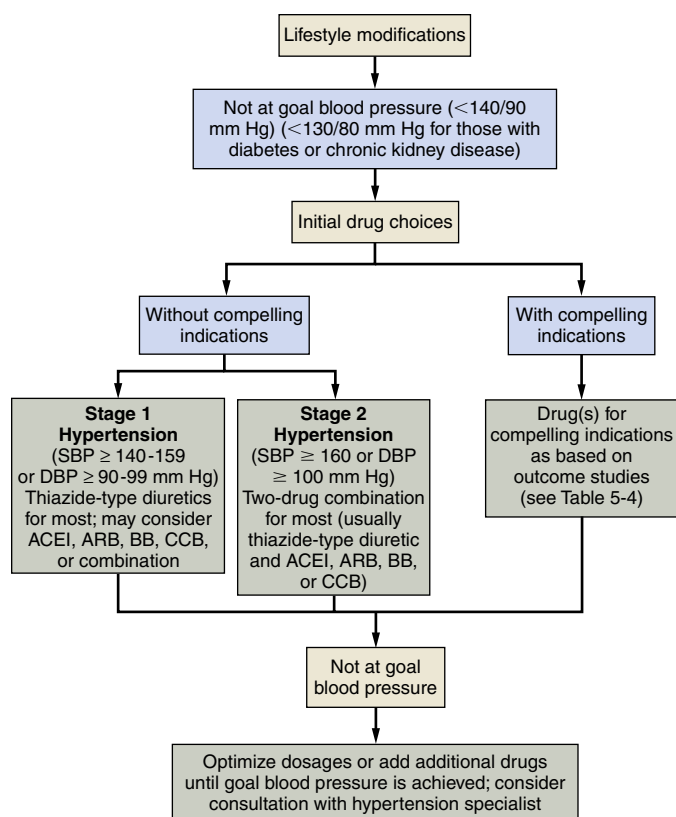 Lifestyle modifications
Not at goal blood pressure (<140/90
mm Hg) (<130/80 mm Hg for those with
diabetes or chronic kidney disease)
Initial drug choices
Without compelling
indications
With compelling
indications
Stage 1
Hypertension
(SBP ≥ 140-159
or DBP ≥ 90-99 mm Hg)
Thiazide-type diuretics
for most; may consider
ACEI, ARB, BB, CCB,
or combination
Stage 2
Hypertension
(SBP ≥ 160 or DBP
≥ 100 mm Hg)
Two-drug combination
for most (usually
thiazide-type diuretic
and ACEI, ARB, BB,
or CCB)
Drug(s) for
compelling indications
as based on
outcome studies
(see Table 5-4)
Not at goal
blood pressure
Optimize dosages or add additional drugs
until goal blood pressure is achieved; consider
consultation with hypertension specialist